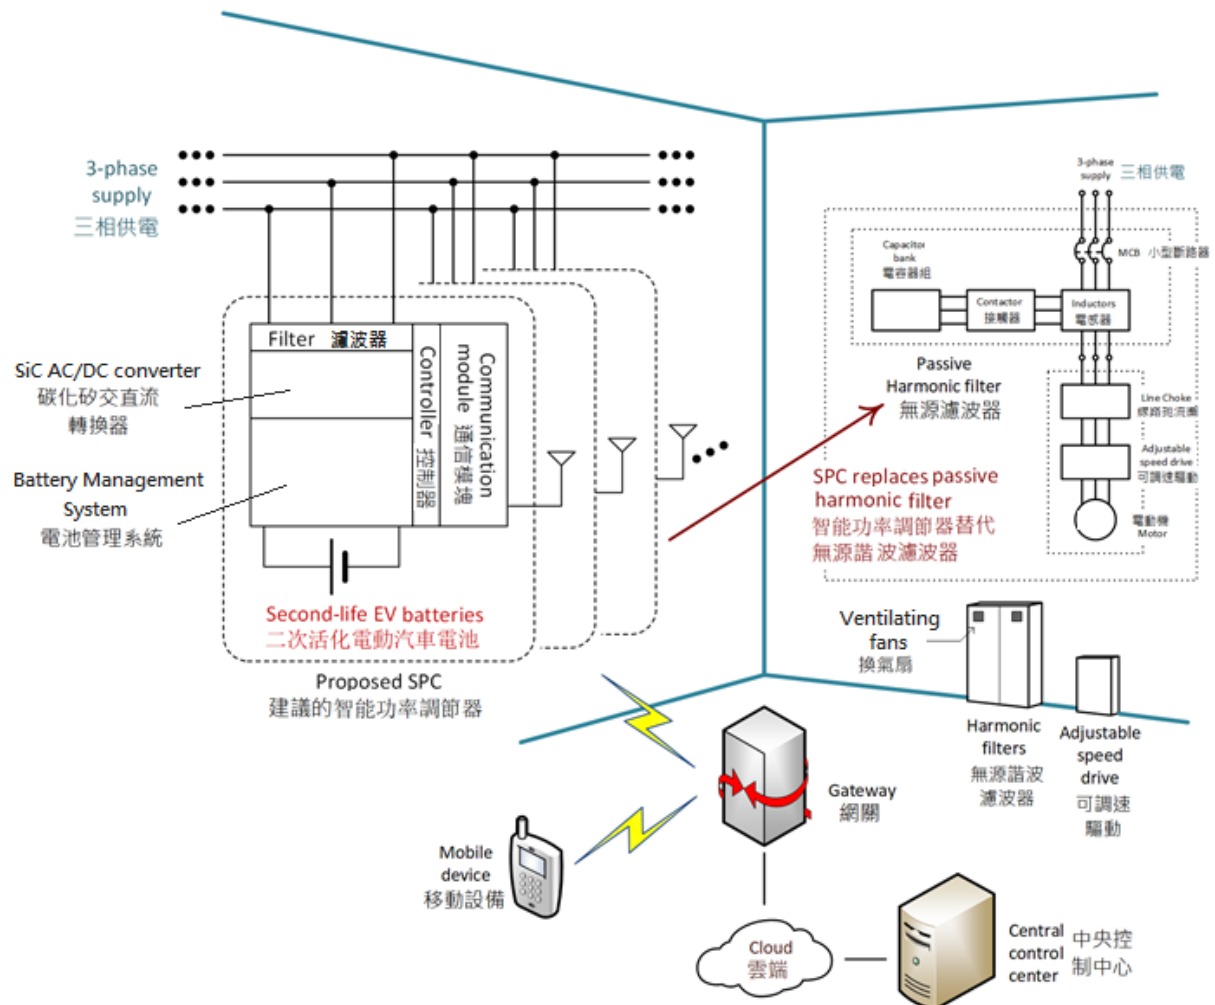 3-phase
supply
三相供電
Filter 濾波器
Controller 控制器
Communication
module 通信模塊
SiC AC/DC converter
碳化矽交直流
轉換器
Battery Management
System
電池管理系統
Second-life EV batteries
二次活化電動汽車電池
Proposed SPC
建議的智能功率調節器
3-phase
supply 三相供電
MCB 小型斷路器
Capacitor
bank
電容器組
Contactor
接觸器
Inductors
電感器
Passive
Harmonic filter
無源濾波器
Line Choke
線路扼流圈
Adjustable
speed drive
可調速驅動
電動機
Motor
SPC replaces passive
harmonic filter
智能功率調節器替代
無源諧 波濾波器
Ventilating
fans
換氣扇
Harmonic
filters
無源諧波
濾波器
Adjustable
speed
drive
可調速
驅動
Gateway
網關
Mobile
device
移動設備
Cloud
雲端
Central
control
center
中央控
制中心